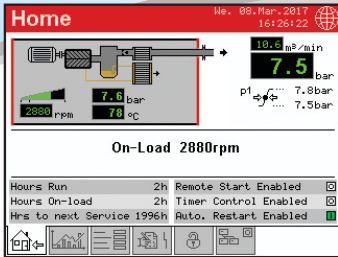 Home
We. 08.Mar.2017
16:26:22
10.6 m³/min
7.5 bar
p1 7.8bar
7.5bar
7.6 bar
2880 rpm
78 °C
On-Load 2880rpm
Hours Run 2h
Remote Start Enabled
Hours On-load 2h
Timer Control Enabled
Hrs to next Service 1996h
Auto. Restart Enabled